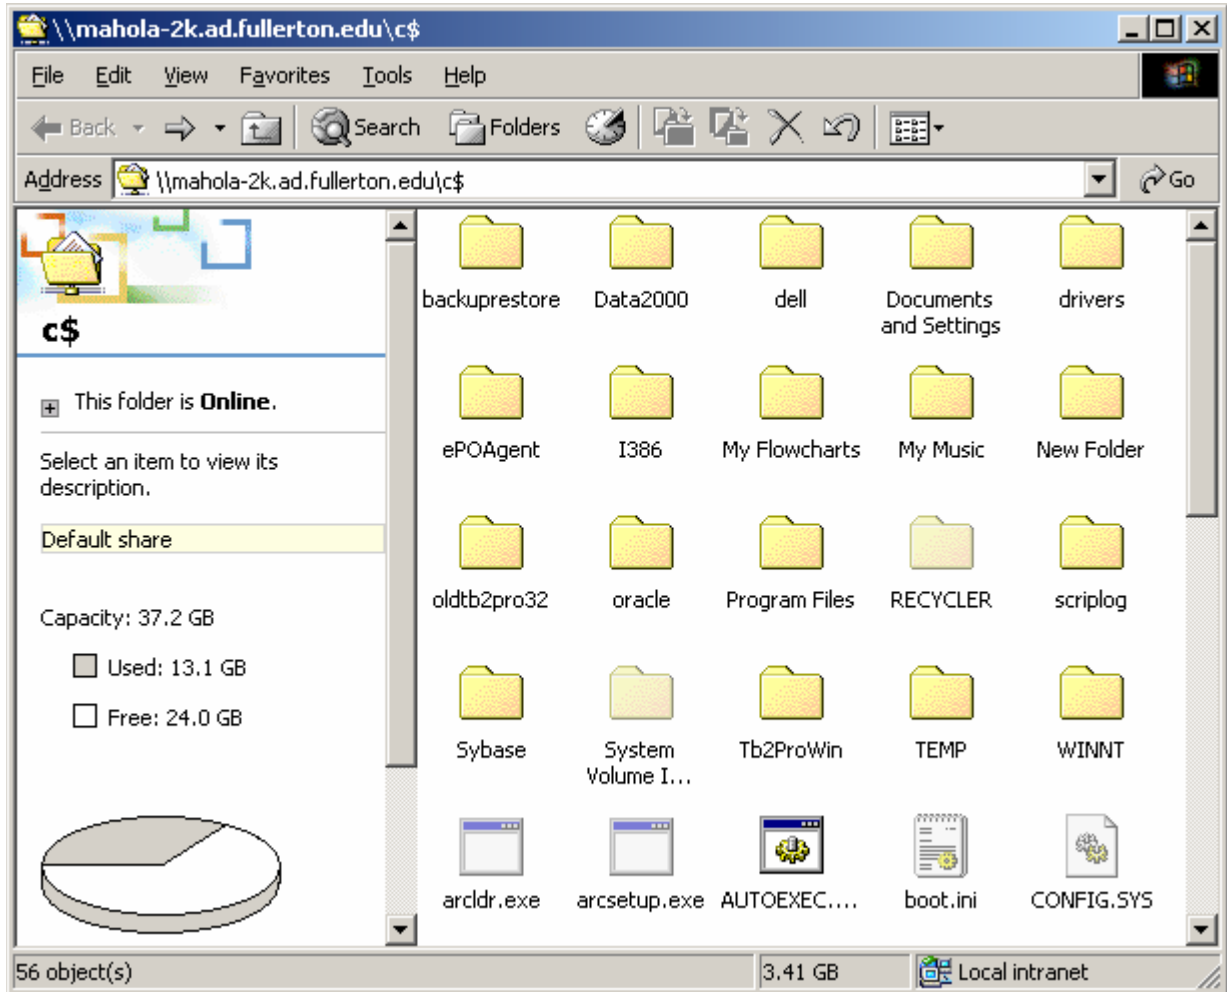 \\mahola-2k.ad.fullerton.edu\c$
File Edit View Favorites Tools Help
Back Search Folders
Address \\mahola-2k.ad.fullerton.edu\c$ Go
c$
This folder is Online.
Select an item to view its
description.
Default share
Capacity: 37.2 GB
Used: 13.1 GB
Free: 24.0 GB
backuprestore Data2000 dell Documents and Settings drivers
ePOAgent I386 My Flowcharts My Music New Folder
oldtb2pro32 oracle Program Files RECYCLER scriplog
Sybase System Volume I... Tb2ProWin TEMP WINNT
arcldr.exe arcsetup.exe AUTOEXEC.... boot.ini CONFIG.SYS
56 object(s) 3.41 GB Local intranet